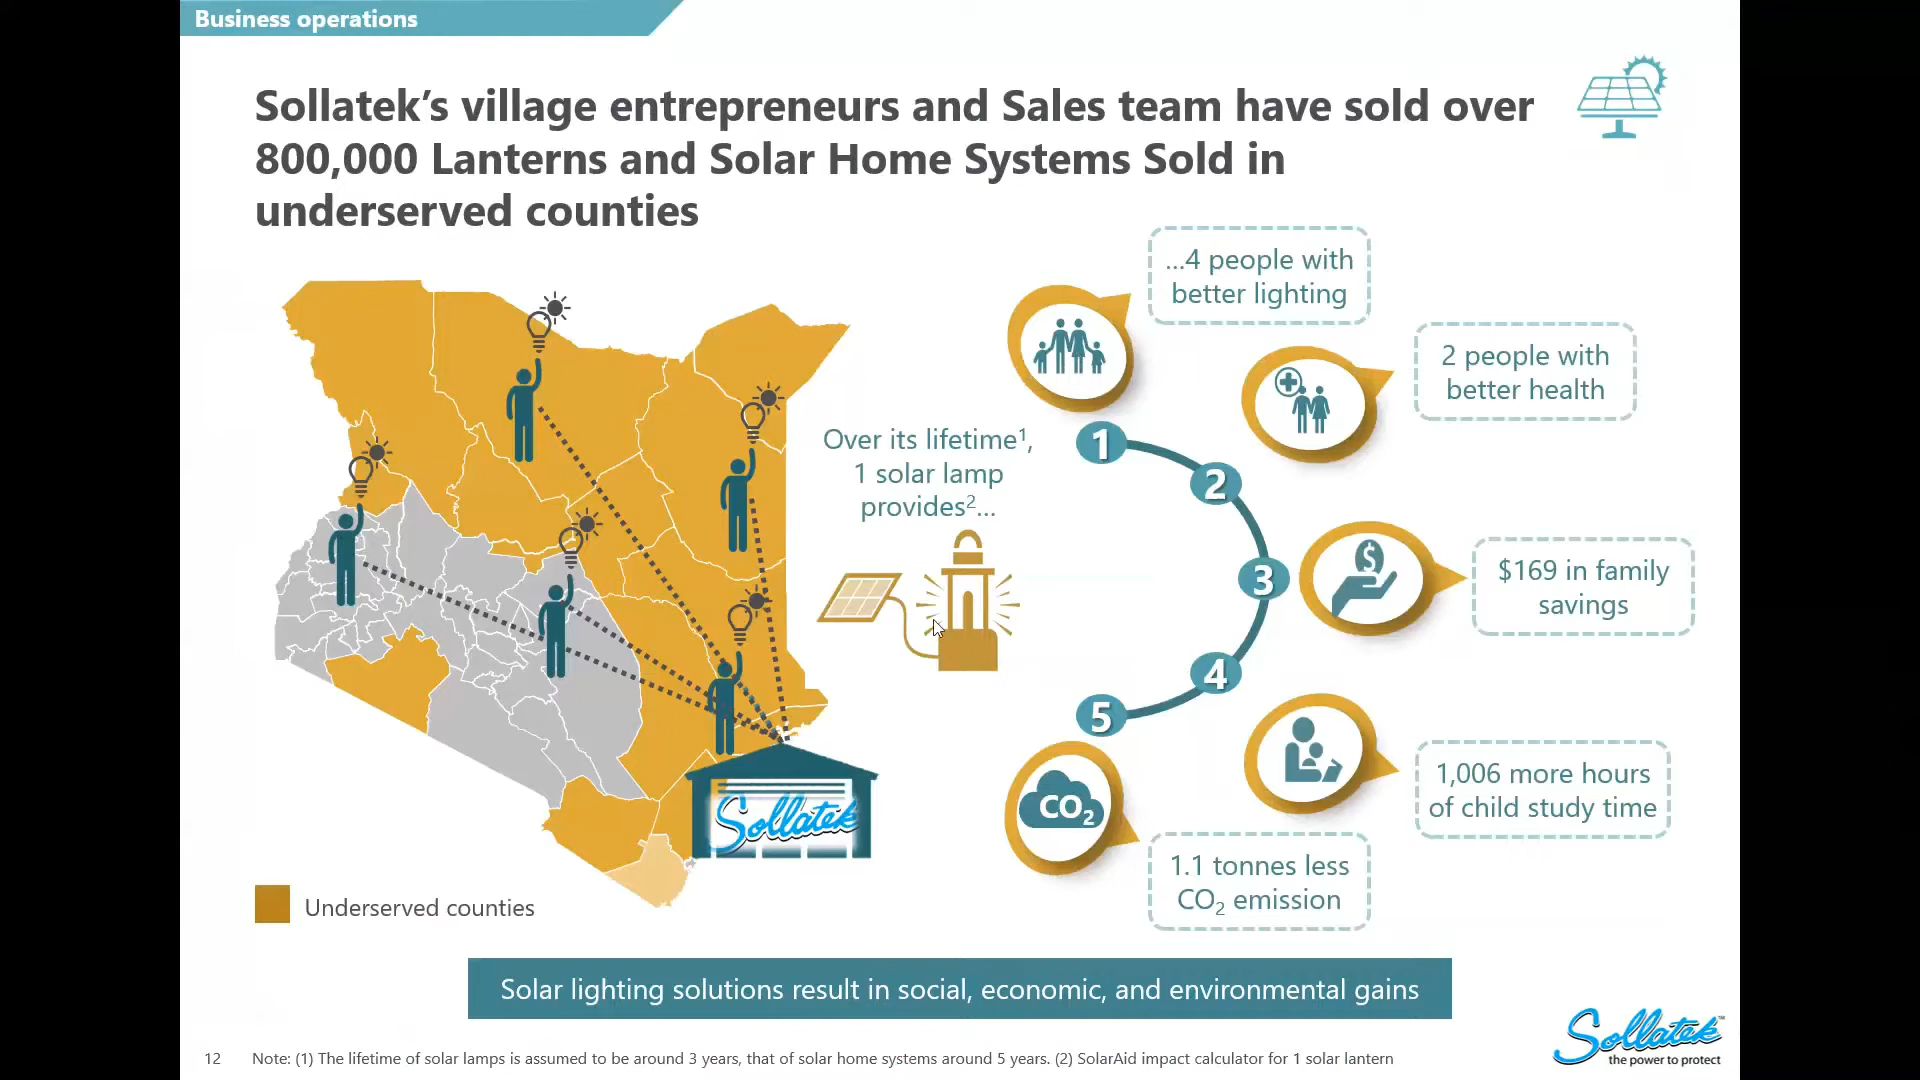 Business operations
Sollatek’s village entrepreneurs and Sales team have sold over
800,000 Lanterns and Solar Home Systems Sold in
underserved counties
...4 people with
better lighting
2 people with
better health
Over its lifetime¹,
1 solar lamp
provides²...
1
2
3
4
5
$
$169 in family
savings
1,006 more hours
of child study time
CO₂
1.1 tonnes less
CO₂ emission
Sollatek
Underserved counties
Solar lighting solutions result in social, economic, and environmental gains
Sollatek™
the power to protect
12 Note: (1) The lifetime of solar lamps is assumed to be around 3 years, that of solar home systems around 5 years. (2) SolarAid impact calculator for 1 solar lantern